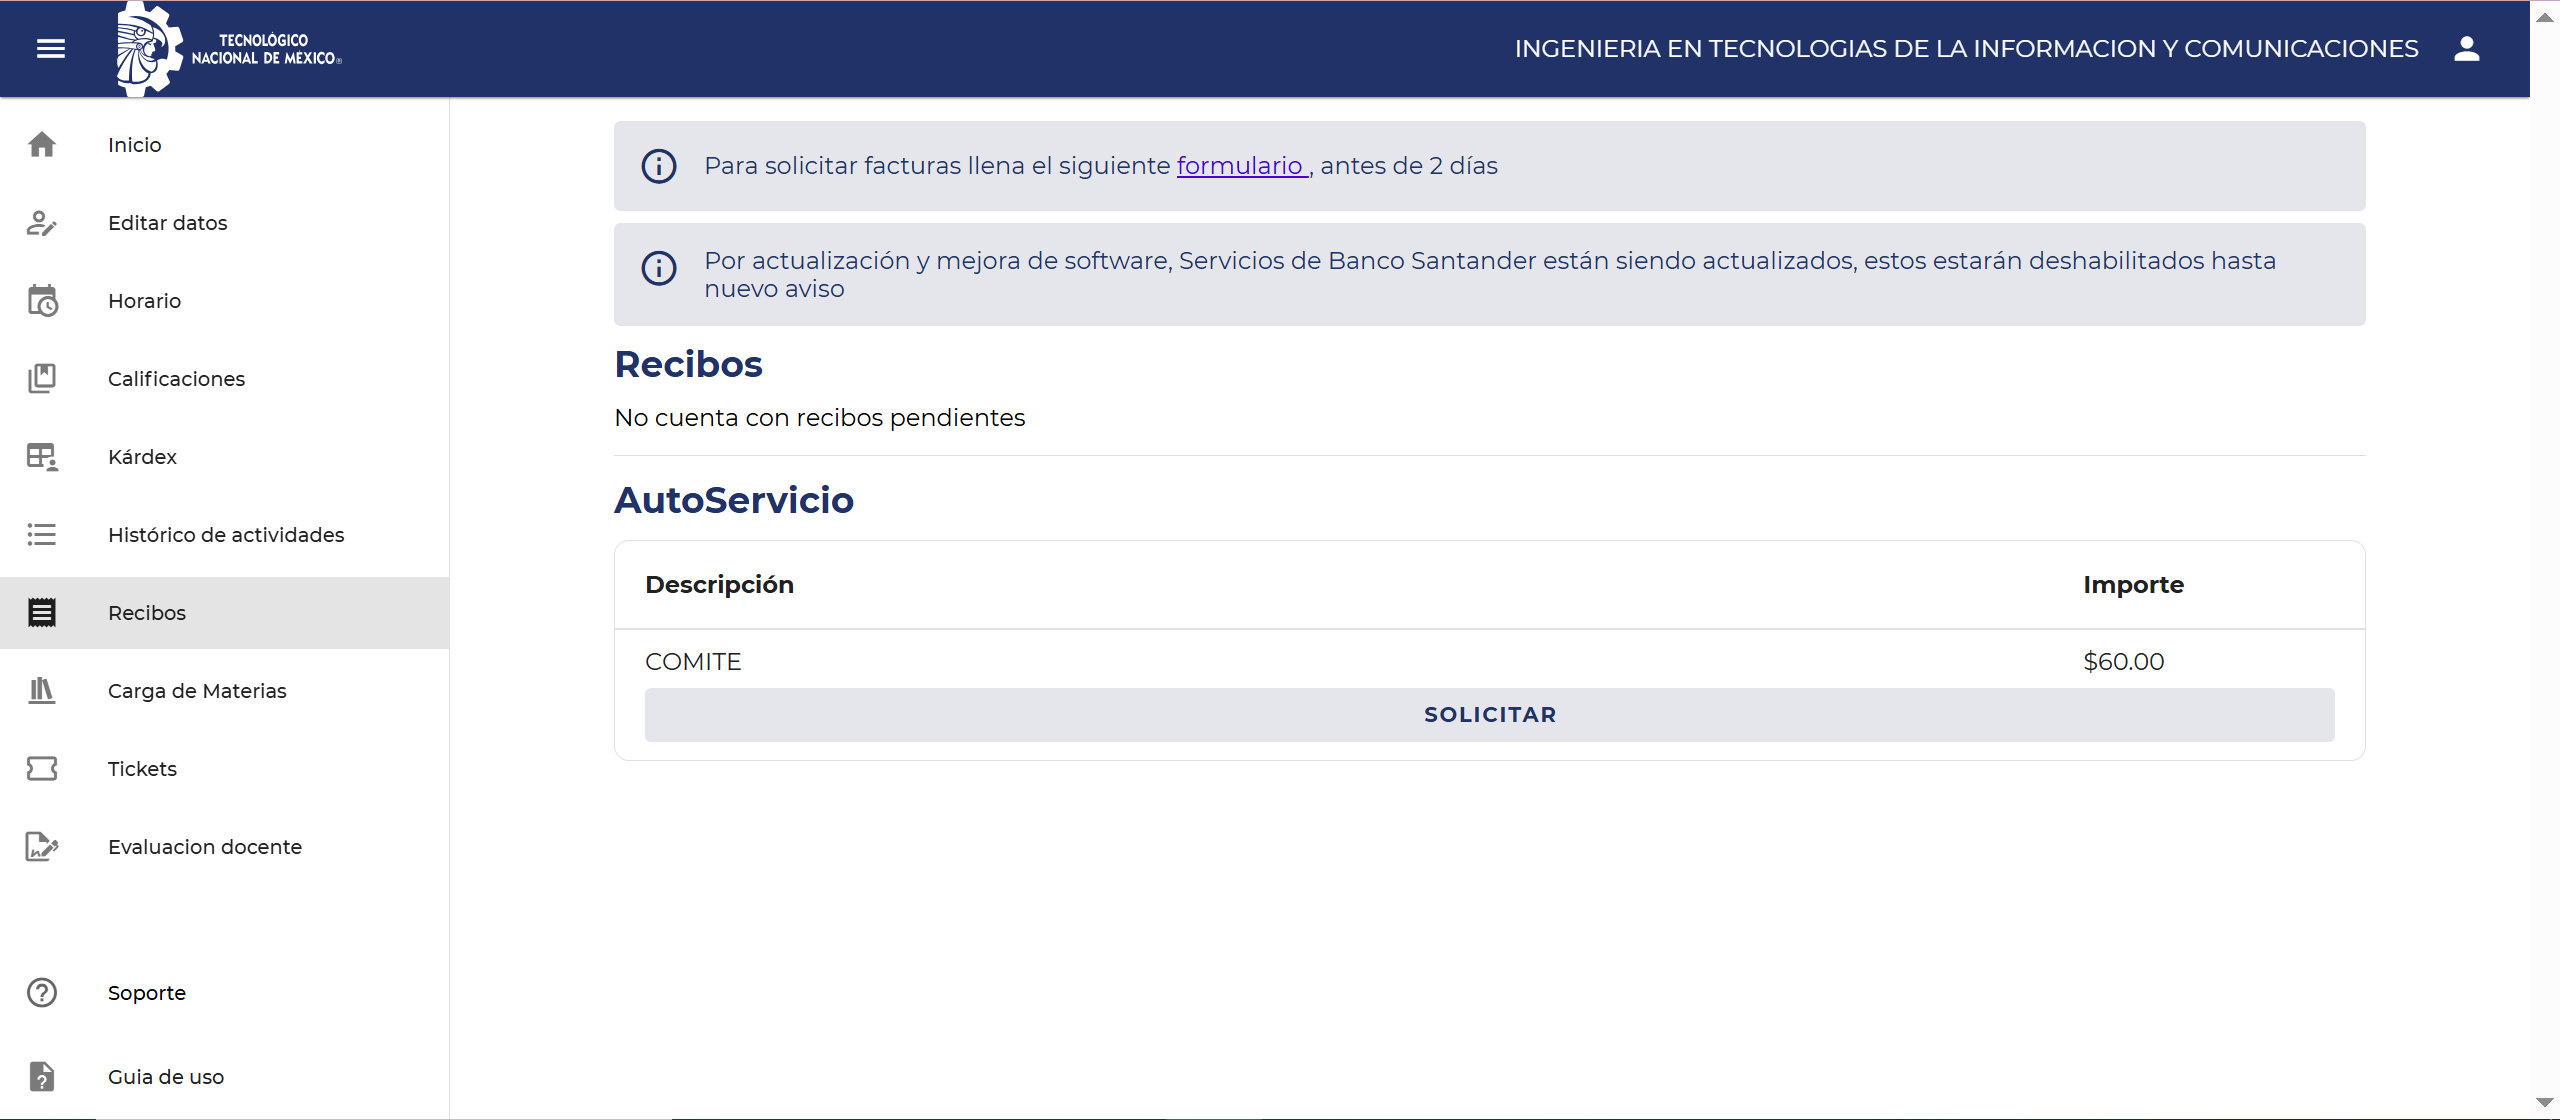 TECNOLÓGICO
NACIONAL DE MÉXICO®
INGENIERIA EN TECNOLOGIAS DE LA INFORMACION Y COMUNICACIONES
Inicio
Editar datos
Horario
Calificaciones
Kárdex
Histórico de actividades
Recibos
Carga de Materias
Tickets
Evaluacion docente
Soporte
Guia de uso
Para solicitar facturas llena el siguiente formulario , antes de 2 días
Por actualización y mejora de software, Servicios de Banco Santander están siendo actualizados, estos estarán deshabilitados hasta
nuevo aviso
Recibos
No cuenta con recibos pendientes
AutoServicio
Descripción Importe
COMITE $60.00
SOLICITAR